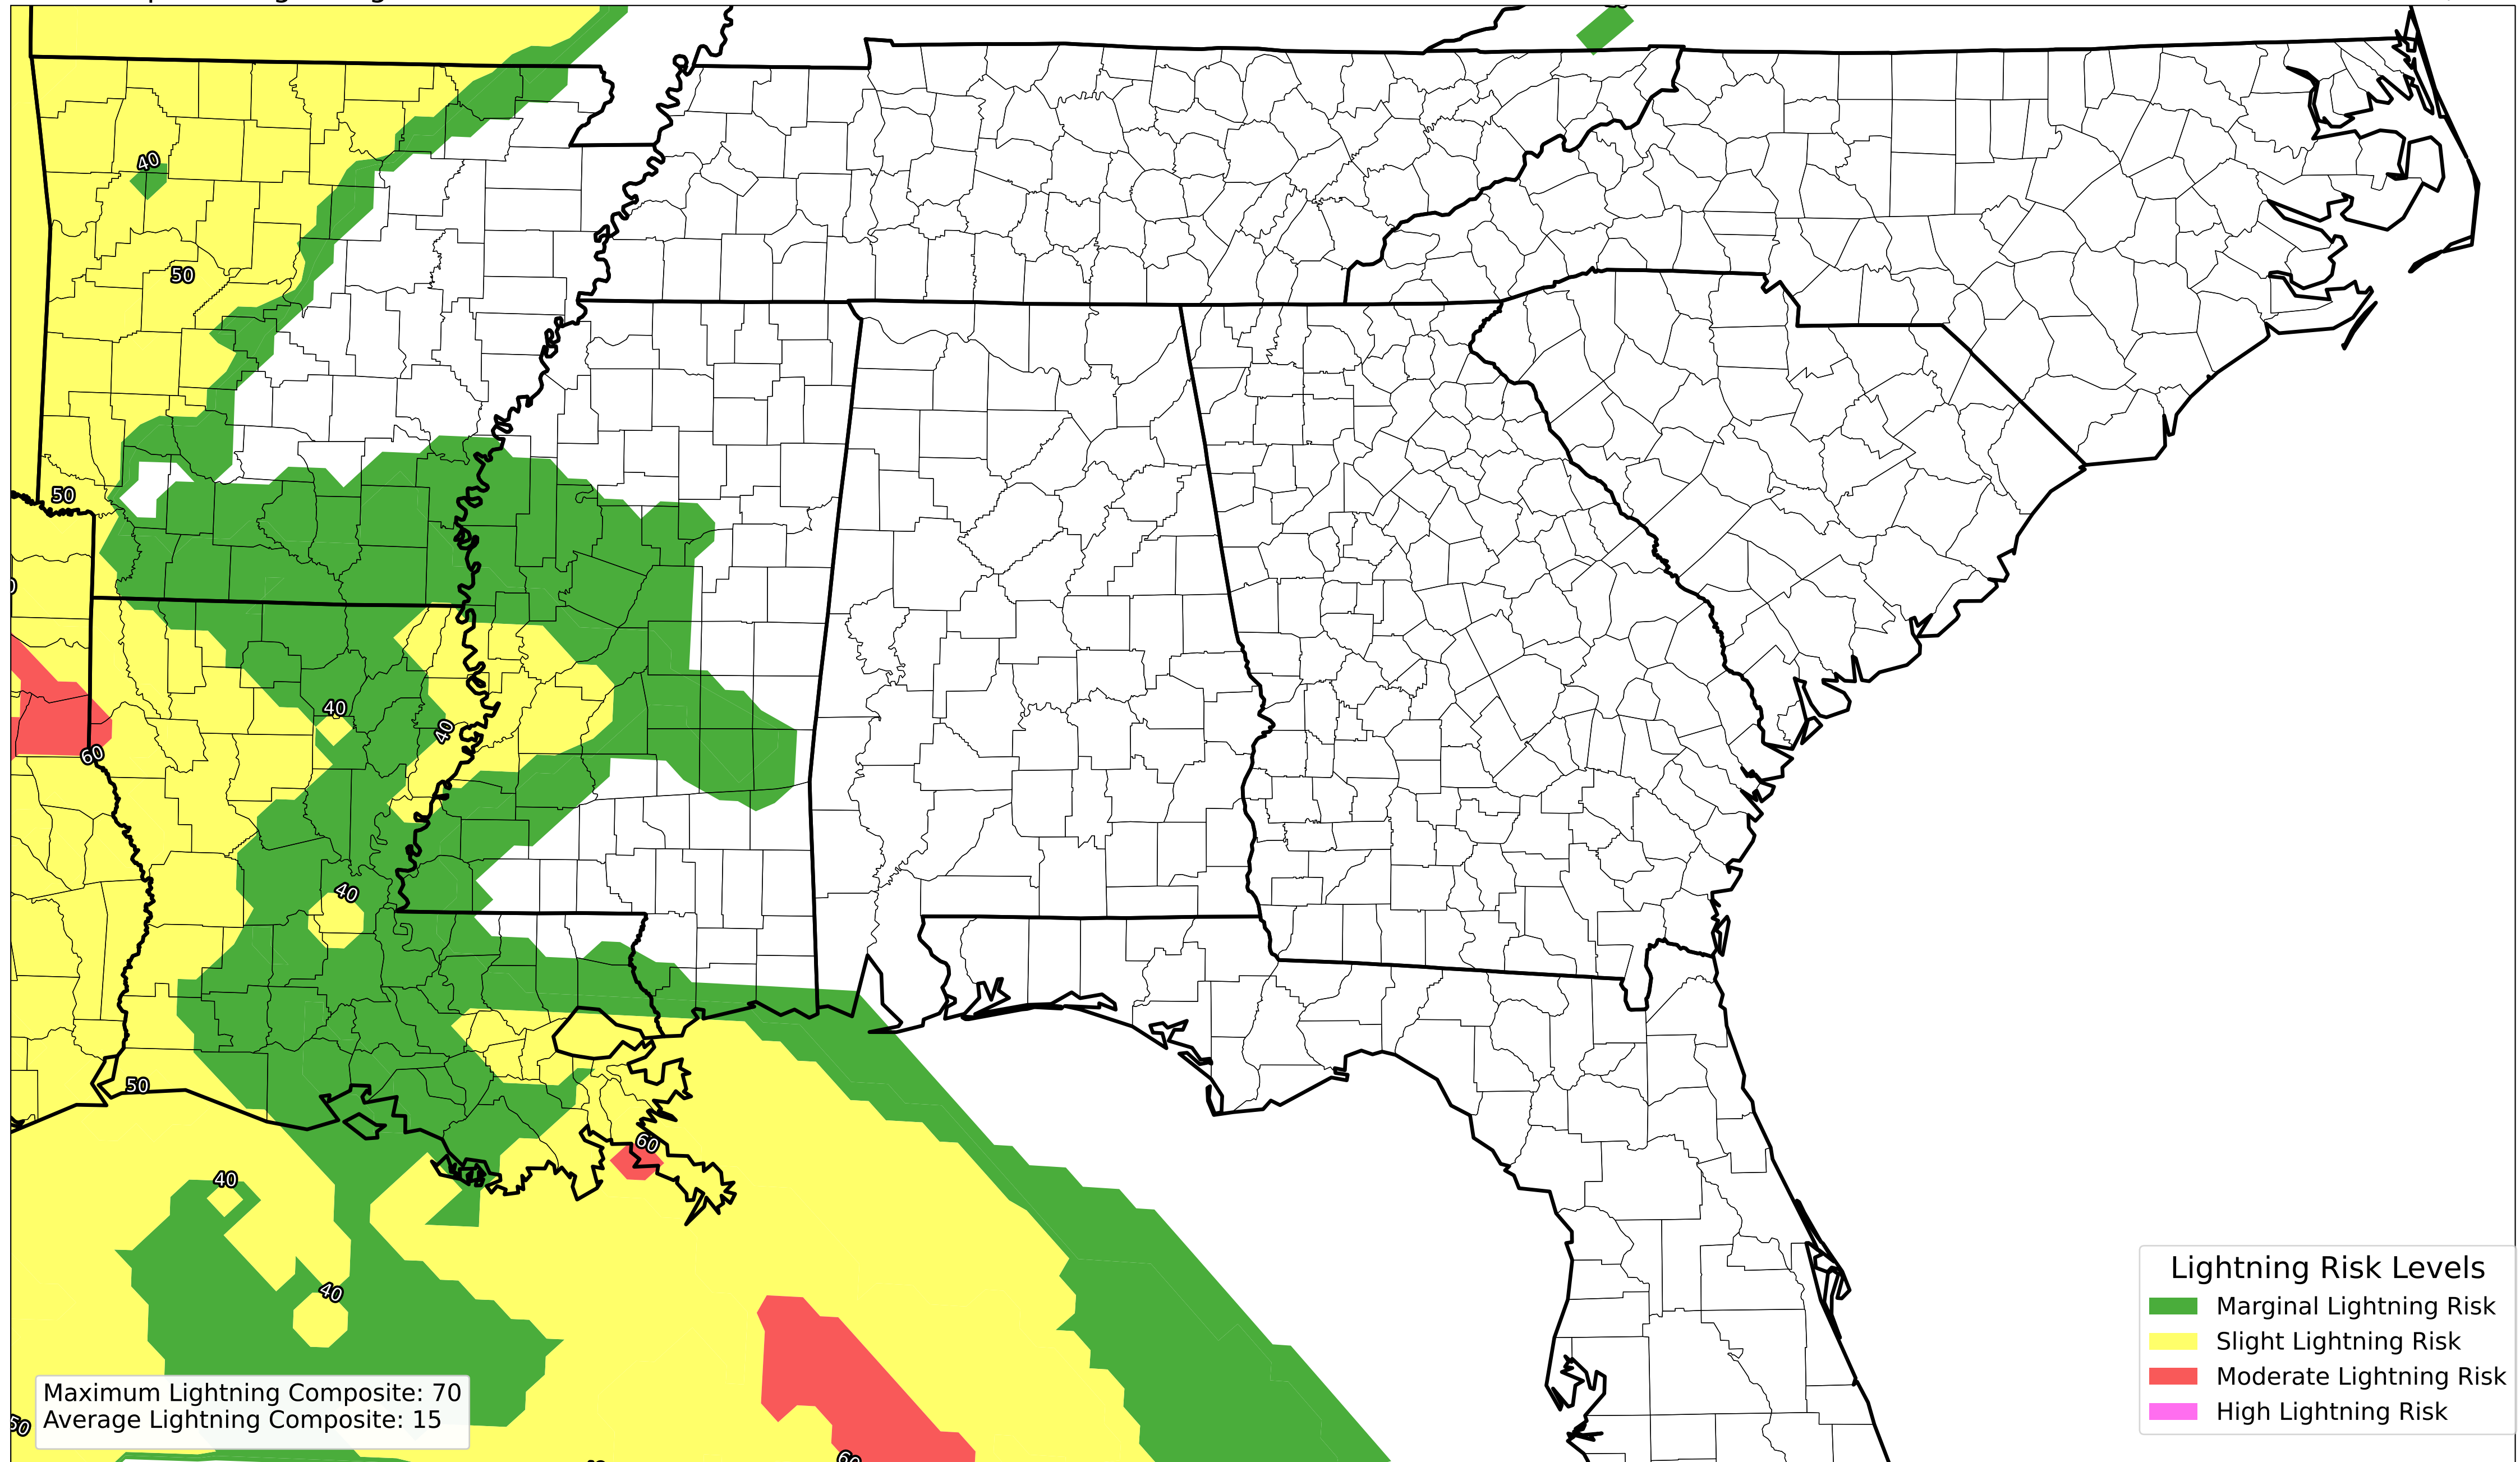 40
50
50
60
40
40
40
50
60
40
40
Maximum Lightning Composite: 70
Average Lightning Composite: 15
Lightning Risk Levels
Marginal Lightning Risk
Slight Lightning Risk
Moderate Lightning Risk
High Lightning Risk